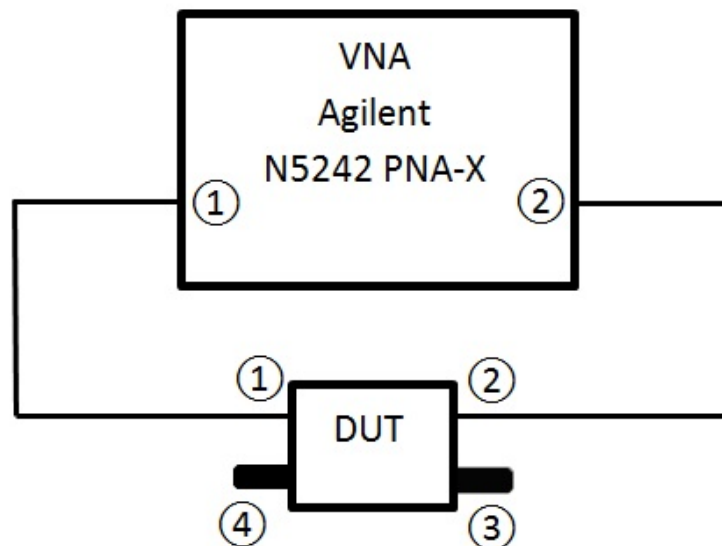 VNA
Agilent
N5242 PNA-X
① ②
① ②
DUT
④ ③